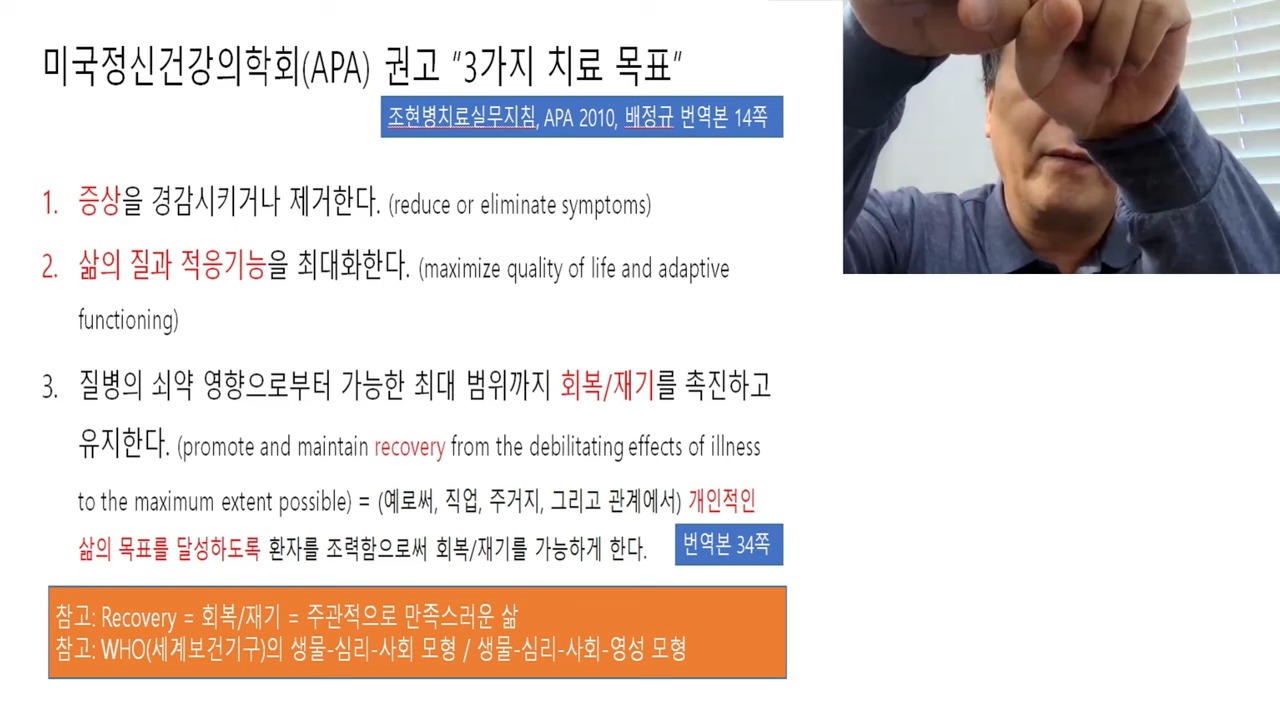 미국정신건강의학회(APA) 권고 “3가지 치료 목표”
조현병치료실무지침, APA 2010, 배정규 번역본 14쪽
1. 증상을 경감시키거나 제거한다. (reduce or eliminate symptoms)
2. 삶의 질과 적응기능을 최대화한다. (maximize quality of life and adaptive
functioning)
3. 질병의 쇠약 영향으로부터 가능한 최대 범위까지 회복/재기를 촉진하고
유지한다. (promote and maintain recovery from the debilitating effects of illness
to the maximum extent possible) = (예로써, 직업, 주거지, 그리고 관계에서) 개인적인
삶의 목표를 달성하도록 환자를 조력함으로써 회복/재기를 가능하게 한다.
번역본 34쪽
참고: Recovery = 회복/재기 = 주관적으로 만족스러운 삶
참고: WHO(세계보건기구)의 생물-심리-사회 모형 / 생물-심리-사회-영성 모형